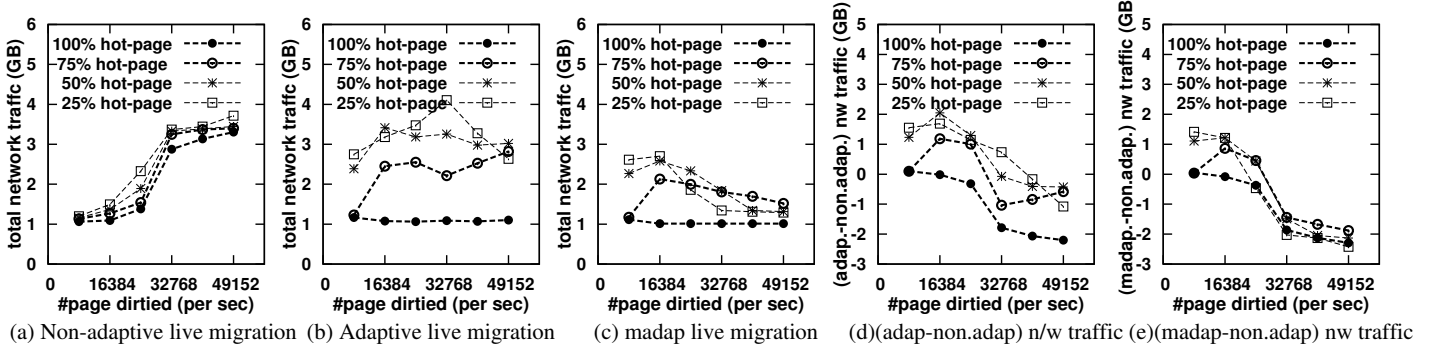 total network traffc (GB)
6
5
4
3
2
1
0
100% hot-page
75% hot-page
50% hot-page
25% hot-page
0 16384 32768 49152
#page dirtied (per sec)
(a) Non-adaptive live migration
total network traffc (GB)
6
5
4
3
2
1
0
100% hot-page
75% hot-page
50% hot-page
25% hot-page
0 16384 32768 49152
#page dirtied (per sec)
(b) Adaptive live migration
total network traffc (GB)
6
5
4
3
2
1
0
100% hot-page
75% hot-page
50% hot-page
25% hot-page
0 16384 32768 49152
#page dirtied (per sec)
(c) madap live migration
(adap.-non.adap.) nw traffic (GB)
5
4
3
2
1
0
-1
-2
-3
100% hot-page
75% hot-page
50% hot-page
25% hot-page
0 16384 32768 49152
#page dirtied (per sec)
(d)(adap-non.adap) n/w traffic
(madap.-non.adap.) nw traffic (GB)
5
4
3
2
1
0
-1
-2
-3
100% hot-page
75% hot-page
50% hot-page
25% hot-page
0 16384 32768 49152
#page dirtied (per sec)
(e)(madap-non.adap) nw traffic